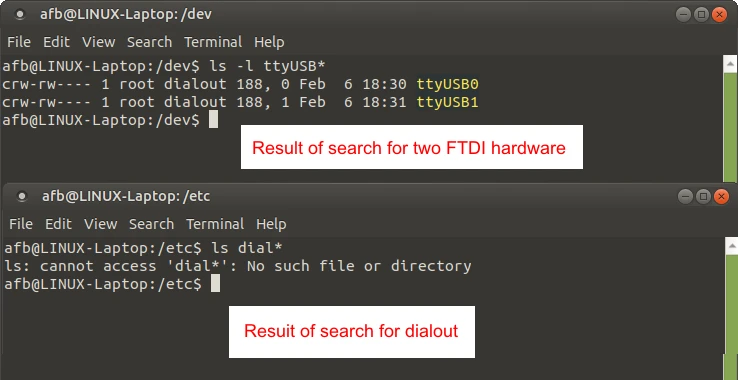 afb@LINUX-Laptop: /dev
File Edit View Search Terminal Help
afb@LINUX-Laptop:/dev$ ls -l ttyUSB*
crw-rw---- 1 root dialout 188, 0 Feb  6 18:30 ttyUSB0
crw-rw---- 1 root dialout 188, 1 Feb  6 18:31 ttyUSB1
afb@LINUX-Laptop:/dev$
Result of search for two FTDI hardware
afb@LINUX-Laptop: /etc
File Edit View Search Terminal Help
afb@LINUX-Laptop:/etc$ ls dial*
ls: cannot access 'dial*': No such file or directory
afb@LINUX-Laptop:/etc$
Resuit of search for dialout